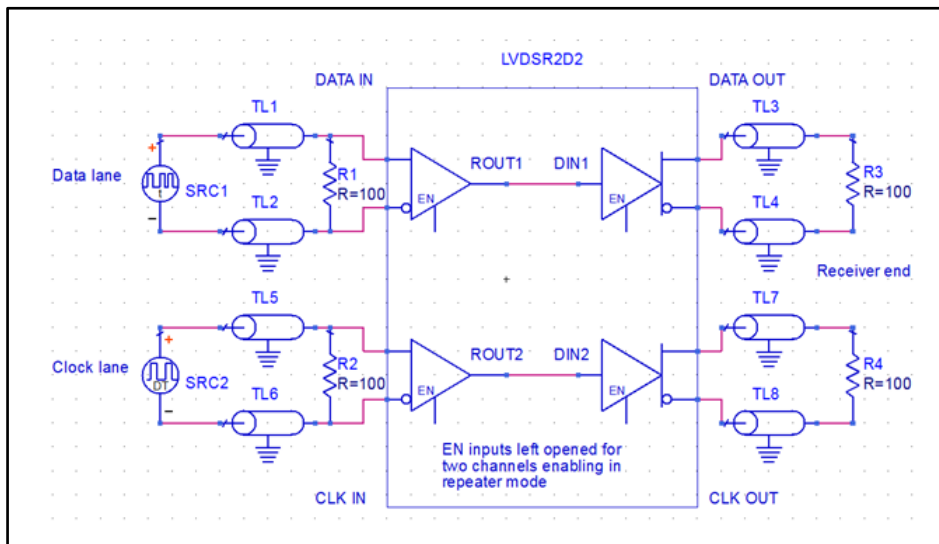 LVDSR2D2
DATA IN
DATA OUT
TL1
TL3
Data lane
+
SRC1
−
R1
R=100
ROUT1
DIN1
EN
EN
R3
R=100
TL2
TL4
Receiver end
TL5
TL7
Clock lane
+
DT
SRC2
−
R2
R=100
ROUT2
DIN2
EN
EN
R4
R=100
TL6
TL8
EN inputs left opened for
two channels enabling in
repeater mode
CLK IN
CLK OUT